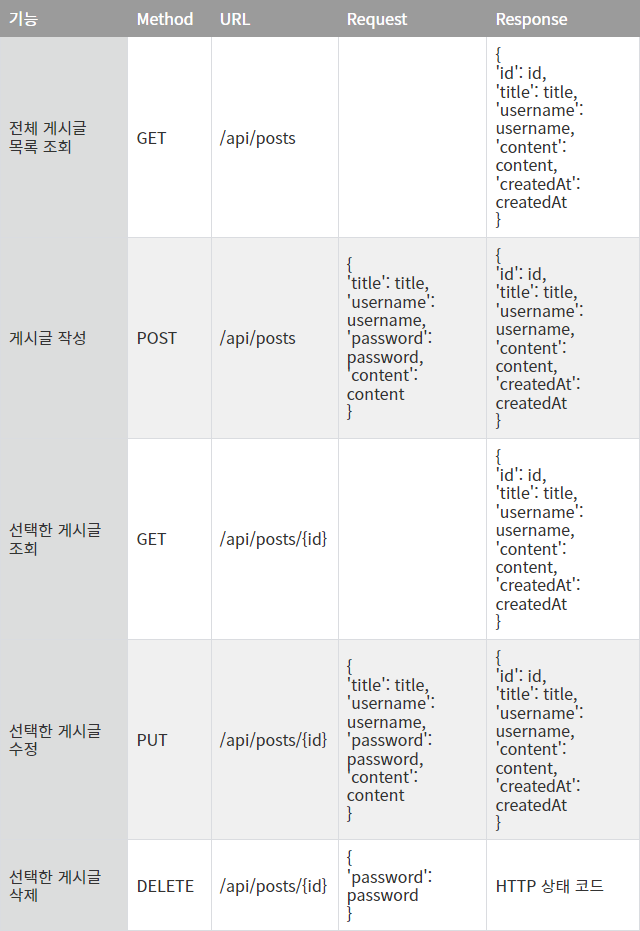 기능 Method URL Request Response
전체 게시글
목록 조회
GET
/api/posts
{
'id': id,
'title': title,
'username':
username,
'content':
content,
'createdAt':
createdAt
}
게시글 작성
POST
/api/posts
{
'title': title,
'username':
username,
'password':
password,
'content':
content
}
{
'id': id,
'title': title,
'username':
username,
'content':
content,
'createdAt':
createdAt
}
선택한 게시글
조회
GET
/api/posts/{id}
{
'id': id,
'title': title,
'username':
username,
'content':
content,
'createdAt':
createdAt
}
선택한 게시글
수정
PUT
/api/posts/{id}
{
'title': title,
'username':
username,
'password':
password,
'content':
content
}
{
'id': id,
'title': title,
'username':
username,
'content':
content,
'createdAt':
createdAt
}
선택한 게시글
삭제
DELETE
/api/posts/{id}
{
'password':
password
}
HTTP 상태 코드